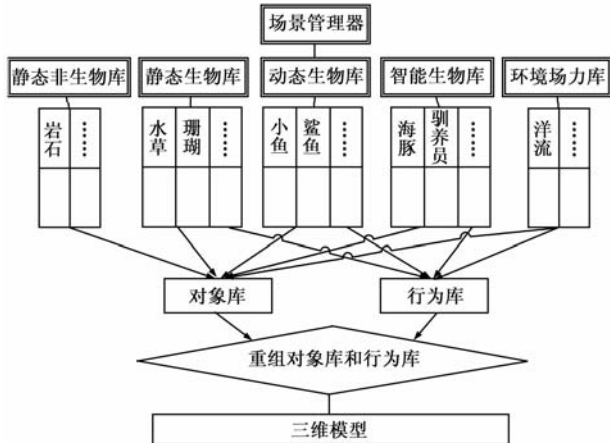 场景管理器
静态非生物库
静态生物库
动态生物库
智能生物库
环境场力库
岩石
……
水草
珊瑚
……
小鱼
鲨鱼
……
海豚
驯养员
……
洋流
……
对象库
行为库
重组对象库和行为库
三维模型